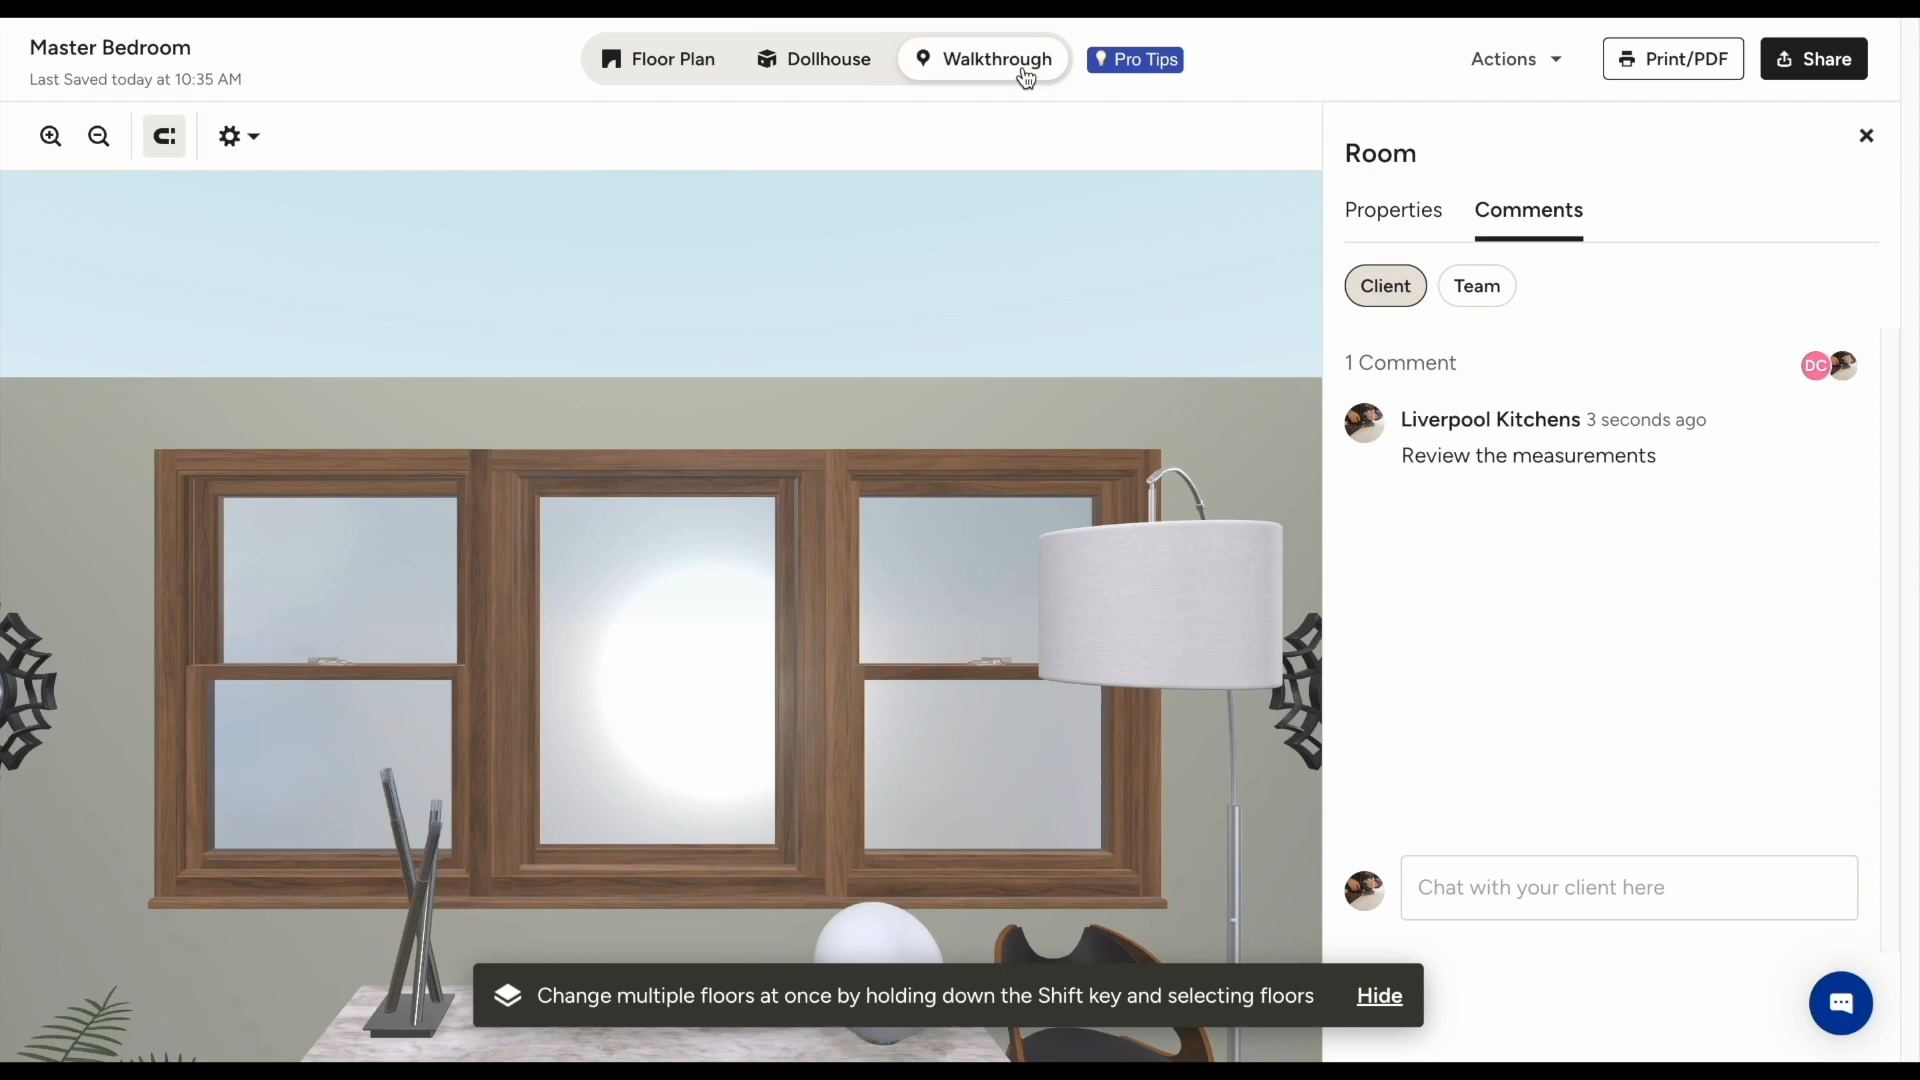 Master Bedroom
Last Saved today at 10:35 AM
Floor Plan
Dollhouse
Walkthrough
Pro Tips
Actions
Print/PDF
Share
Room
Properties
Comments
Client
Team
1 Comment
DC
Liverpool Kitchens 3 seconds ago
Review the measurements
Chat with your client here
Change multiple floors at once by holding down the Shift key and selecting floors
Hide